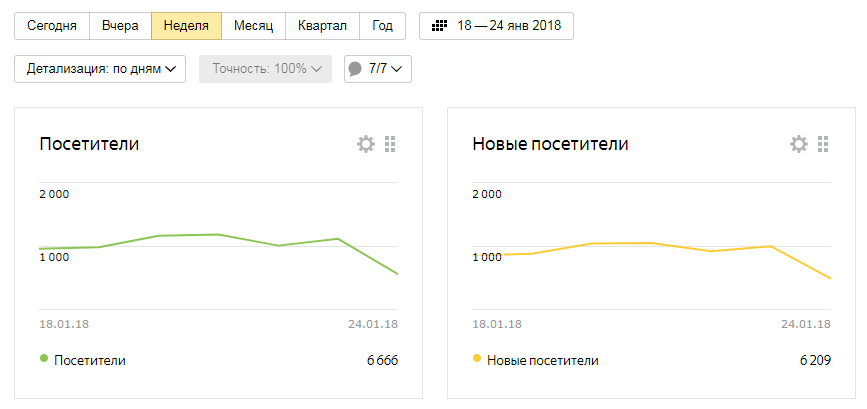 Сегодня Вчера Неделя Месяц Квартал Год 18 — 24 янв 2018
Детализация: по дням Точность: 100% 7/7
Посетители
2 000
1 000
18.01.18 24.01.18
Посетители 6 666
Новые посетители
2 000
1 000
18.01.18 24.01.18
Новые посетители 6 209